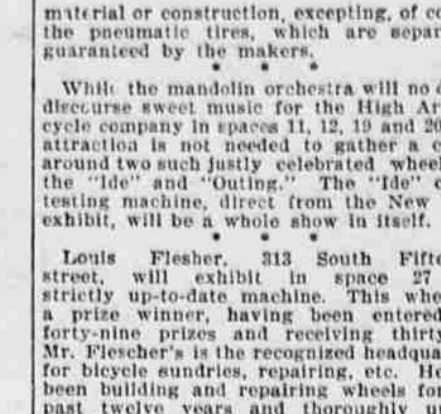 material or construction, excepting, of co
the pneumatic tires, which are separ
guaranteed by the makers.
* * *
While the mandolin orchestra will no d
discourse sweet music for the High Ar
cycle company in spaces 11, 12, 19 and 20
attraction is not needed to gather a c
around two such justly celebrated wheel
the "Ide" and "Outing." The "Ide" c
testing machine, direct from the New
exhibit, will be a whole show in itself.
* * *
Louis Flesher, 313 South Fifte
street, will exhibit in space 27
strictly up-to-date machine. This whe
a prize winner, having been entered
forty-nine prizes and receiving thirty
Mr. Flescher's is the recognized headqua
for bicycle sundries, repairing, etc. He
been building and repairing wheels for
past twelve years and thoroughly un